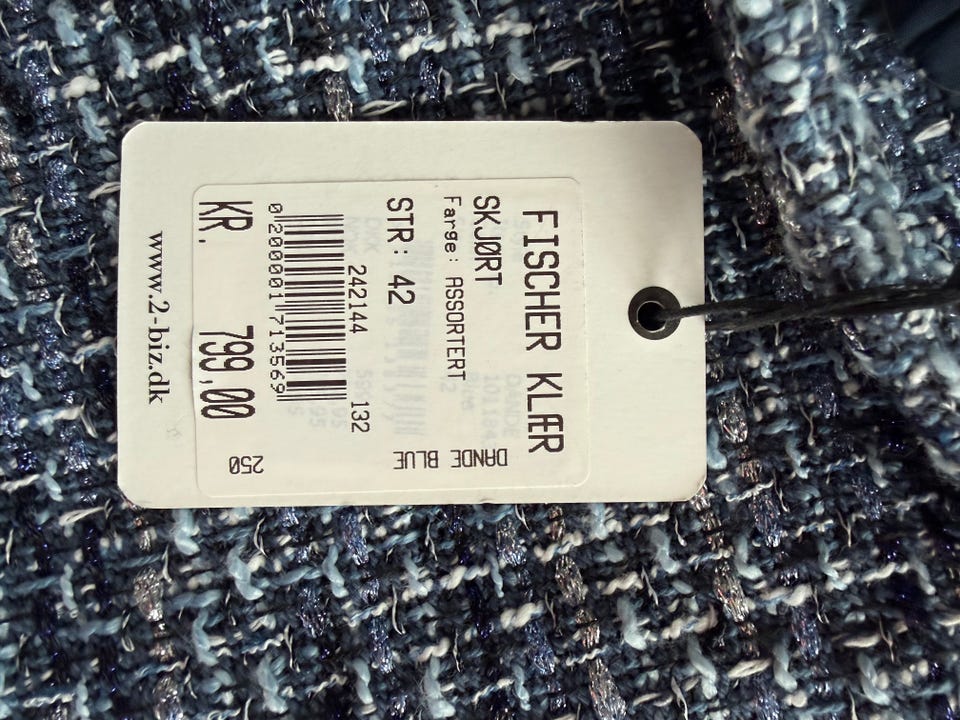 FISCHER KLÆR
SKJØRT
Farge: ASSORTERT
STR: 42
242144 132
0200001713569
KR. 799,00
DANDE BLUE
250
www.2-biz.dk